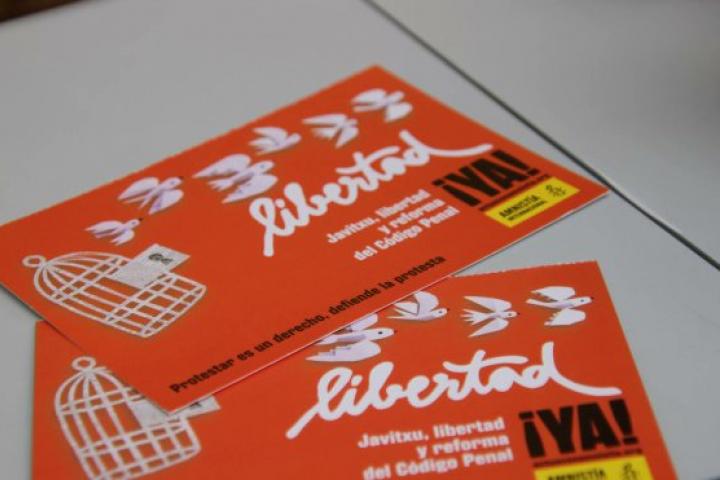 libertad
¡YA!
Javitxu, libertad
y reforma
del Código Penal
AMNISTÍA
INTERNACIONAL
Protestar es un derecho, defiende la protesta
libertad
¡YA!
Javitxu, libertad
y reforma
del Código Penal
AMNISTÍA